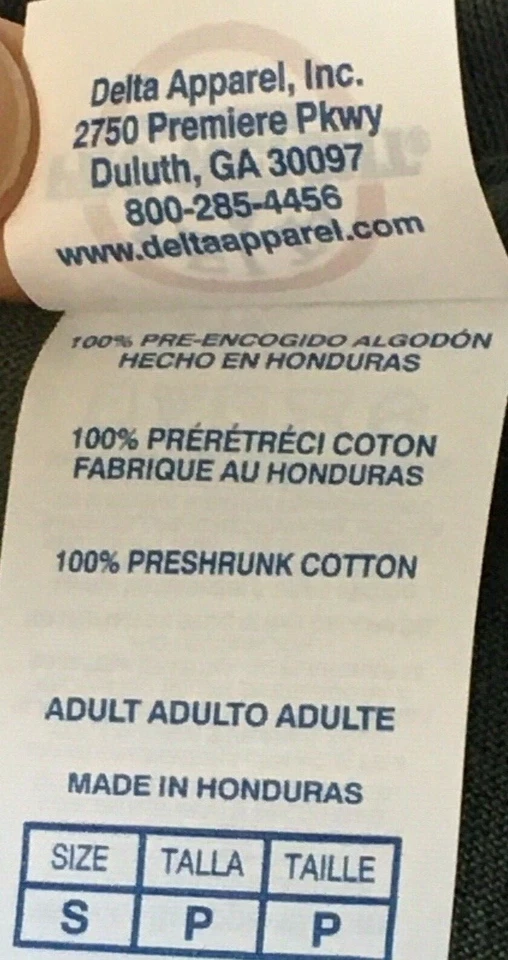 Delta Apparel, Inc.
2750 Premiere Pkwy
Duluth, GA 30097
800-285-4456
www.deltaapparel.com
100% PRE-ENCOGIDO ALGODÓN
HECHO EN HONDURAS
100% PRÉRÉTRÉCI COTON
FABRIQUE AU HONDURAS
100% PRESHRUNK COTTON
ADULT ADULTO ADULTE
MADE IN HONDURAS
SIZE TALLA TAILLE
S P P